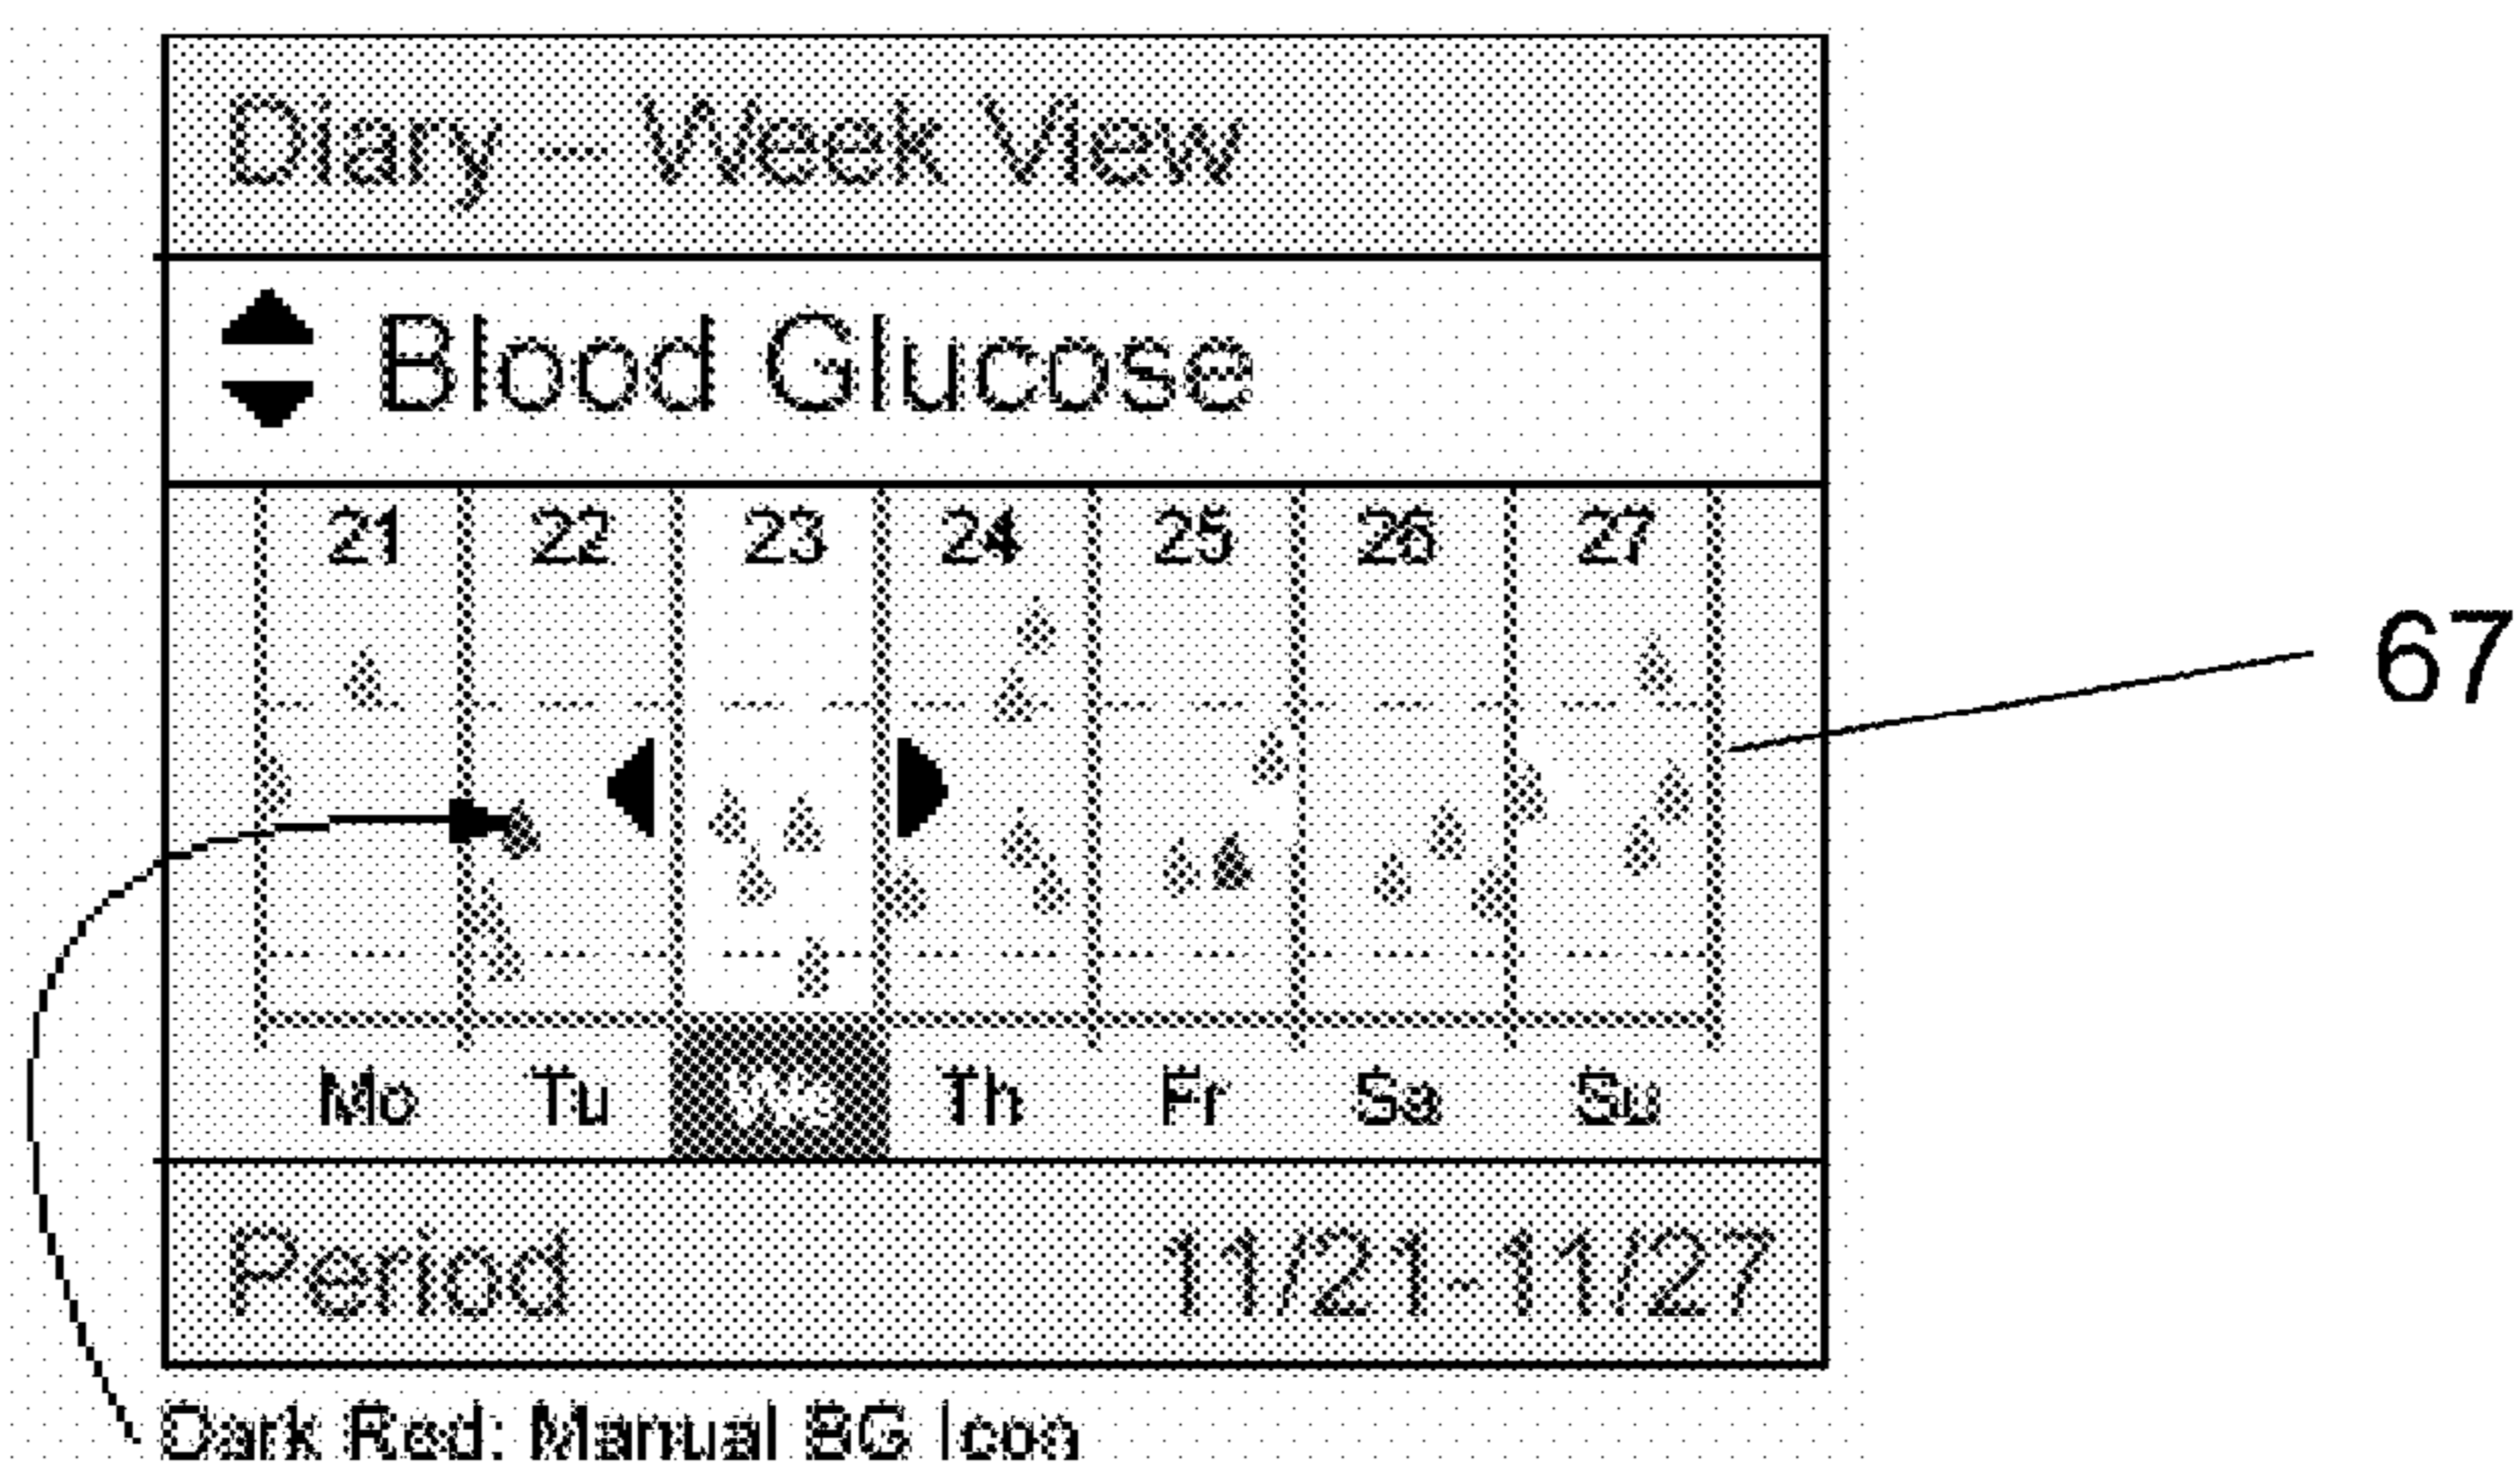 Diary – Week View
Blood Glucose
21 22 23 24 25 26 27
67
Mo Tu We Th Fr Sa Su
Period 11/21-11/27
Dark Red: Manual BG Icon